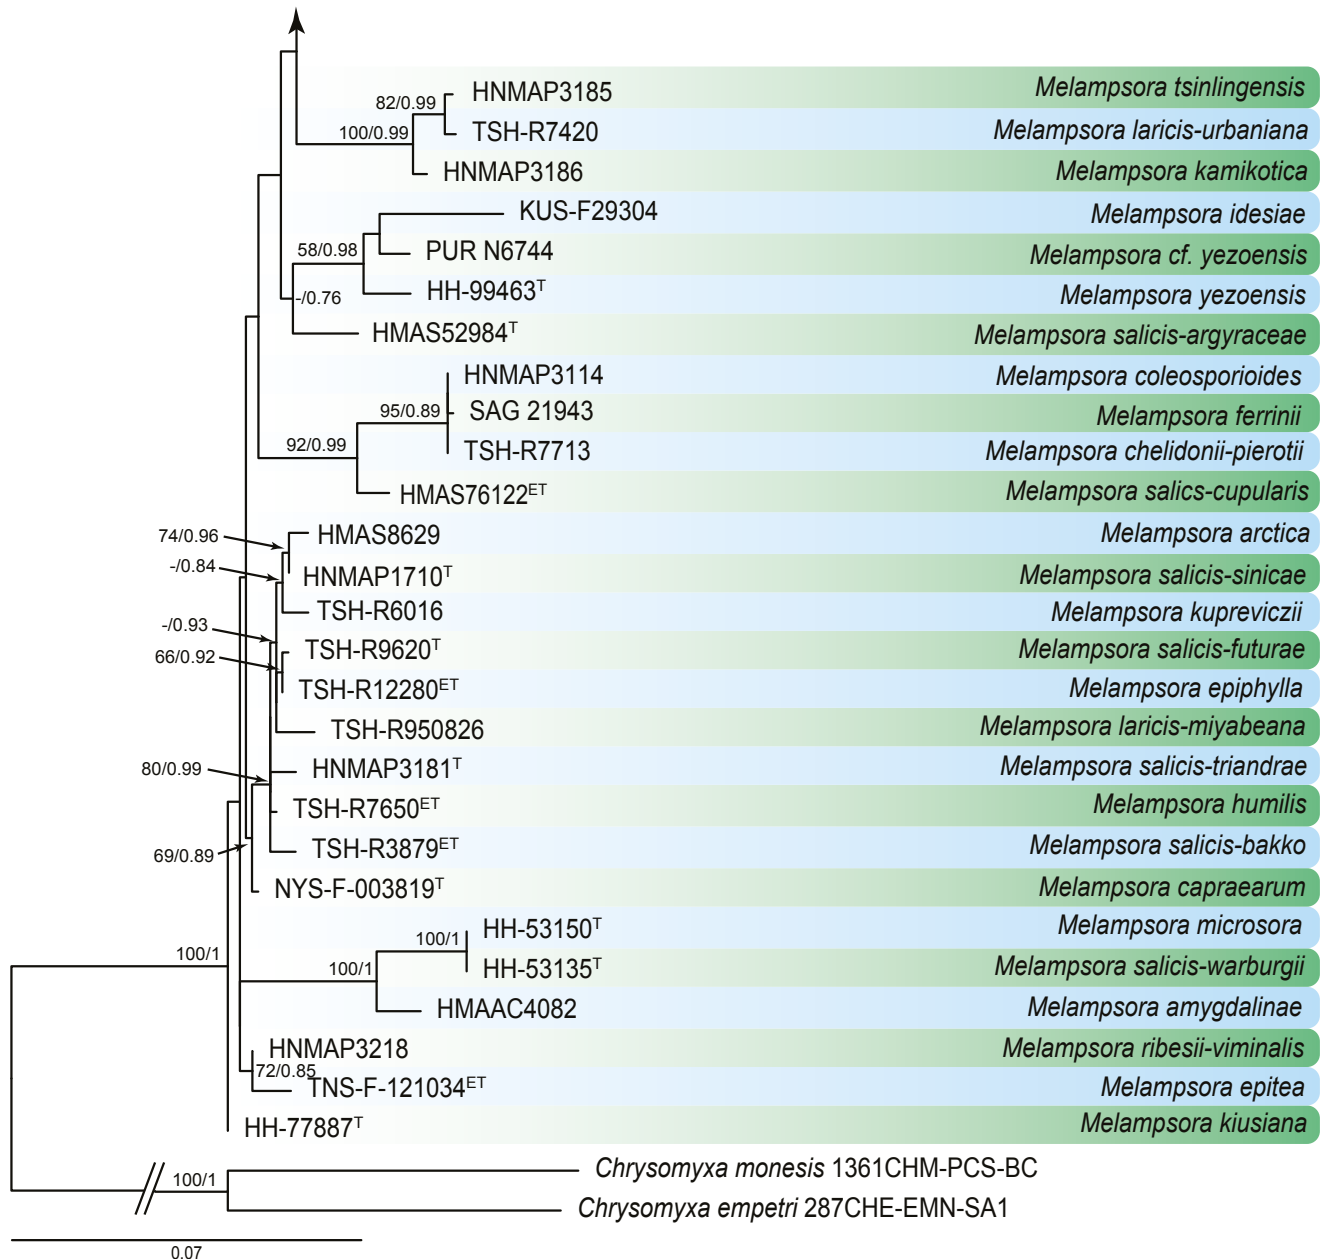 82/0.99 HNMAP3185 Melampsora tsinlingensis
100/0.99 TSH-R7420 Melampsora laricis-urbaniana
HNMAP3186 Melampsora kamikotica
KUS-F29304 Melampsora idesiae
58/0.98 PUR N6744 Melampsora cf. yezoensis
-/0.76 HH-99463T Melampsora yezoensis
HMAS52984T Melampsora salicis-argyraceae
HNMAP3114 Melampsora coleosporioides
95/0.89 SAG 21943 Melampsora ferrinii
92/0.99 TSH-R7713 Melampsora chelidonii-pierotii
HMAS76122ET Melampsora salics-cupularis
74/0.96 HMAS8629 Melampsora arctica
-/0.84 HNMAP1710T Melampsora salicis-sinicae
TSH-R6016 Melampsora kupreviczii
-/0.93 TSH-R9620T Melampsora salicis-futurae
66/0.92 TSH-R12280ET Melampsora epiphylla
TSH-R950826 Melampsora laricis-miyabeana
80/0.99 HNMAP3181T Melampsora salicis-triandrae
TSH-R7650ET Melampsora humilis
69/0.89 TSH-R3879ET Melampsora salicis-bakko
NYS-F-003819T Melampsora capraearum
100/1 HH-53150T Melampsora microsora
100/1 100/1 HH-53135T Melampsora salicis-warburgii
HMAAC4082 Melampsora amygdalinae
HNMAP3218 Melampsora ribesii-viminalis
72/0.85 TNS-F-121034ET Melampsora epitea
HH-77887T Melampsora kiusiana
100/1 Chrysomyxa monesis 1361CHM-PCS-BC
Chrysomyxa empetri 287CHE-EMN-SA1
0.07